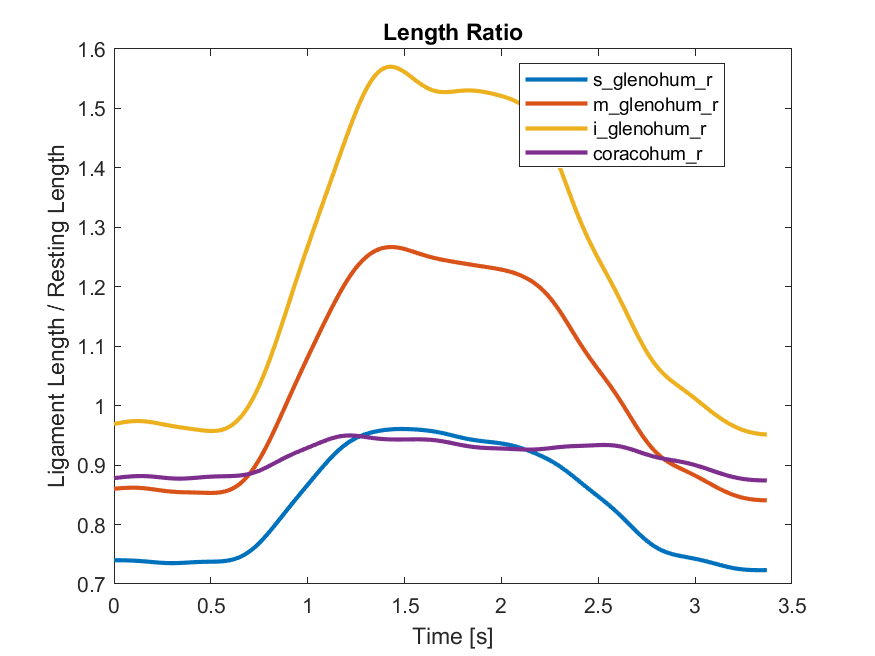 Length Ratio
1.6
1.5
1.4
1.3
1.2
1.1
1
0.9
0.8
0.7
Ligament Length / Resting Length
s_glenohum_r
m_glenohum_r
i_glenohum_r
coracohum_r
0 0.5 1 1.5 2 2.5 3 3.5
Time [s]